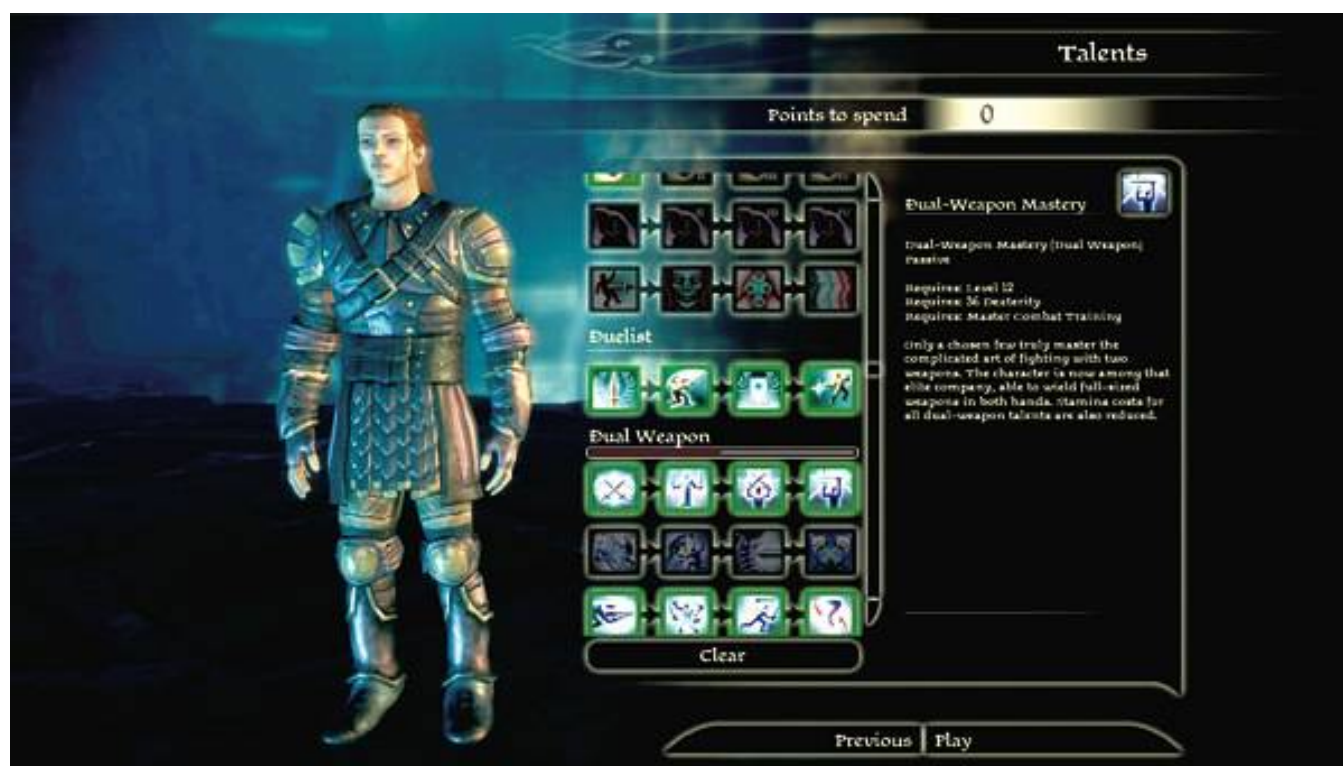 Talents
Points to spend 0
Dual-Weapon Mastery
Dual-Weapon Mastery (Dual Weapon)
Passive
Requires: Level 12
Requires: 36 Dexterity
Requires: Master Combat Training
Only a chosen few truly master the
complicated art of fighting with two
weapons. The character is now among that
elite company, able to wield full-sized
weapons in both hands. Stamina costs for
all dual-weapon talents are also reduced.
Duelist
Dual Weapon
Clear
Previous Play